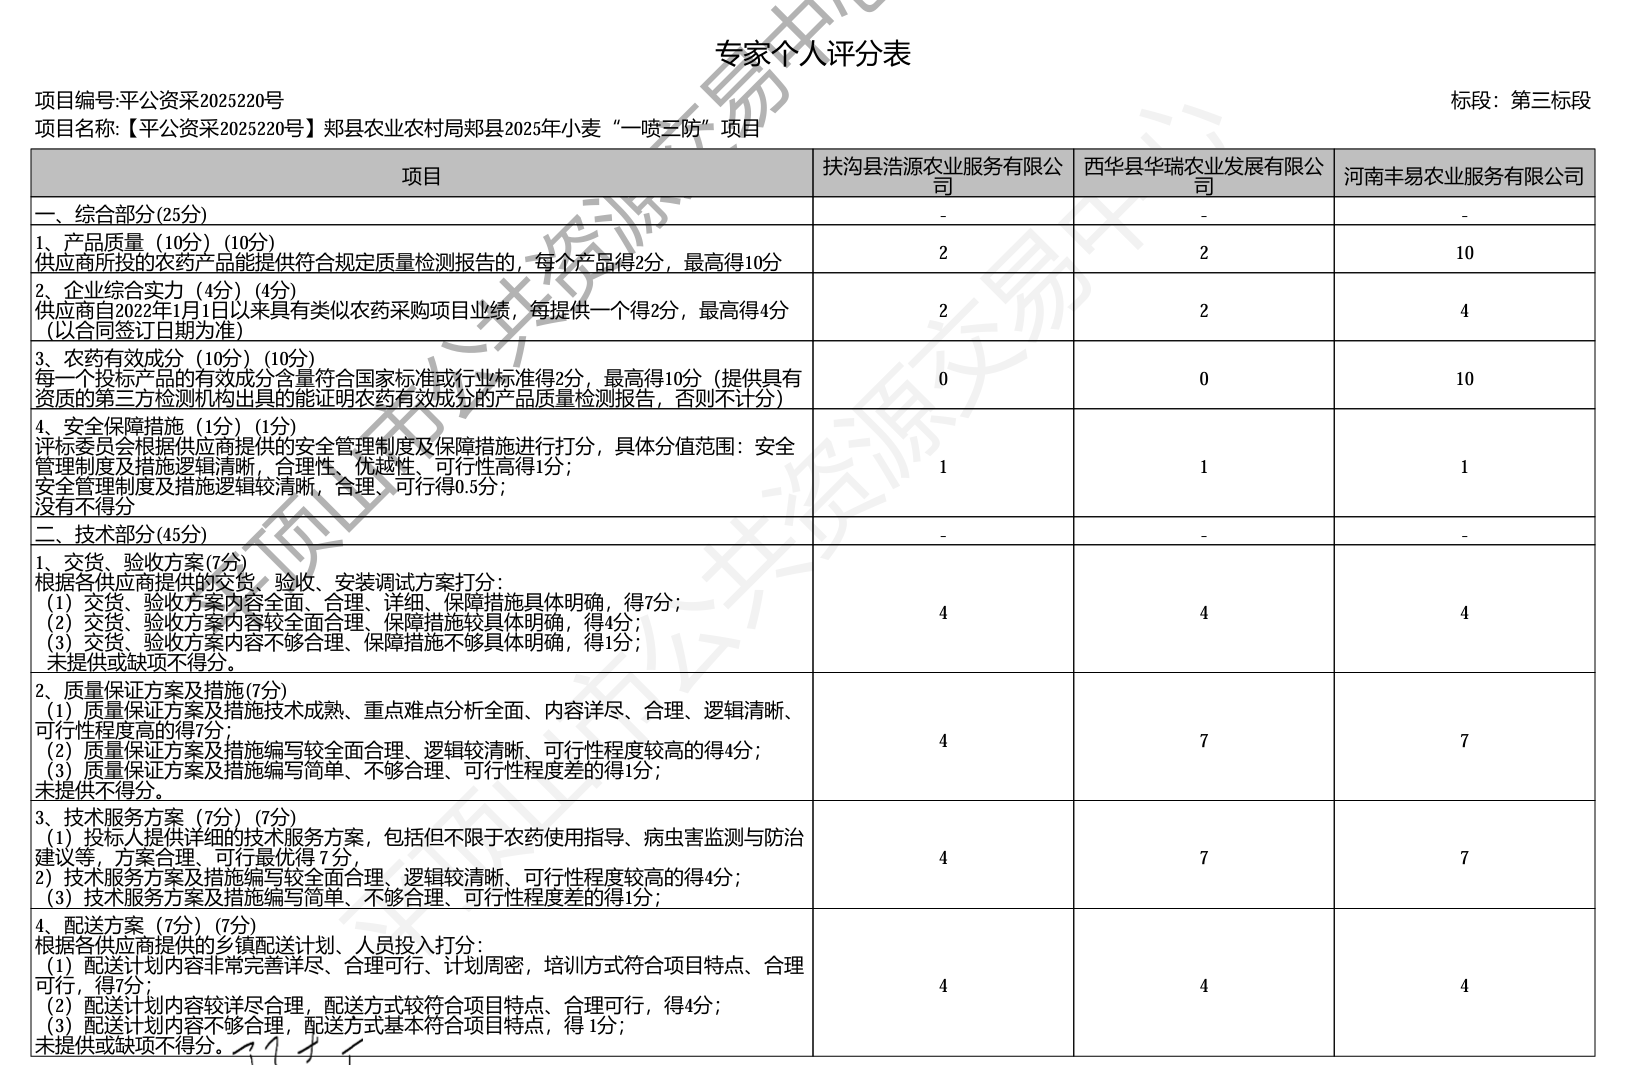 专家个人评分表
项目编号:平公资采2025220号
标段：第三标段
项目名称:【平公资采2025220号】郏县农业农村局郏县2025年小麦“一喷三防”项目
项目
扶沟县浩源农业服务有限公
司
西华县华瑞农业发展有限公
司
河南丰易农业服务有限公司
一、综合部分(25分)
-
-
-
1、产品质量（10分）(10分)
供应商所投的农药产品能提供符合规定质量检测报告的，每个产品得2分，最高得10分
2
2
10
2、企业综合实力（4分）(4分)
供应商自2022年1月1日以来具有类似农药采购项目业绩，每提供一个得2分，最高得4分
（以合同签订日期为准）
2
2
4
3、农药有效成分（10分）(10分)
每一个投标产品的有效成分含量符合国家标准或行业标准得2分，最高得10分（提供具有
资质的第三方检测机构出具的能证明农药有效成分的产品质量检测报告，否则不计分）
0
0
10
4、安全保障措施（1分）(1分)
评标委员会根据供应商提供的安全管理制度及保障措施进行打分，具体分值范围：安全
管理制度及措施逻辑清晰，合理性、优越性、可行性高得1分；
安全管理制度及措施逻辑较清晰，合理、可行得0.5分；
没有不得分
1
1
1
二、技术部分(45分)
-
-
-
1、交货、验收方案(7分)
根据各供应商提供的交货、验收、安装调试方案打分：
（1）交货、验收方案内容全面、合理、详细、保障措施具体明确，得7分；
（2）交货、验收方案内容较全面合理、保障措施较具体明确，得4分；
（3）交货、验收方案内容不够合理、保障措施不够具体明确，得1分；
未提供或缺项不得分。
4
4
4
2、质量保证方案及措施(7分)
（1）质量保证方案及措施技术成熟、重点难点分析全面、内容详尽、合理、逻辑清晰、
可行性程度高的得7分；
（2）质量保证方案及措施编写较全面合理、逻辑较清晰、可行性程度较高的得4分；
（3）质量保证方案及措施编写简单、不够合理、可行性程度差的得1分；
未提供不得分。
4
7
7
3、技术服务方案（7分）(7分)
（1）投标人提供详细的技术服务方案，包括但不限于农药使用指导、病虫害监测与防治
建议等，方案合理、可行最优得 7 分，
2）技术服务方案及措施编写较全面合理、逻辑较清晰、可行性程度较高的得4分；
（3）技术服务方案及措施编写简单、不够合理、可行性程度差的得1分；
4
7
7
4、配送方案（7分）(7分)
根据各供应商提供的乡镇配送计划、人员投入打分：
（1）配送计划内容非常完善详尽、合理可行、计划周密，培训方式符合项目特点、合理
可行，得7分；
（2）配送计划内容较详尽合理，配送方式较符合项目特点、合理可行，得4分；
（3）配送计划内容不够合理，配送方式基本符合项目特点，得 1分；
未提供或缺项不得分。
4
4
4
平顶山市公共资源交易中心
平顶山市公共资源交易中心